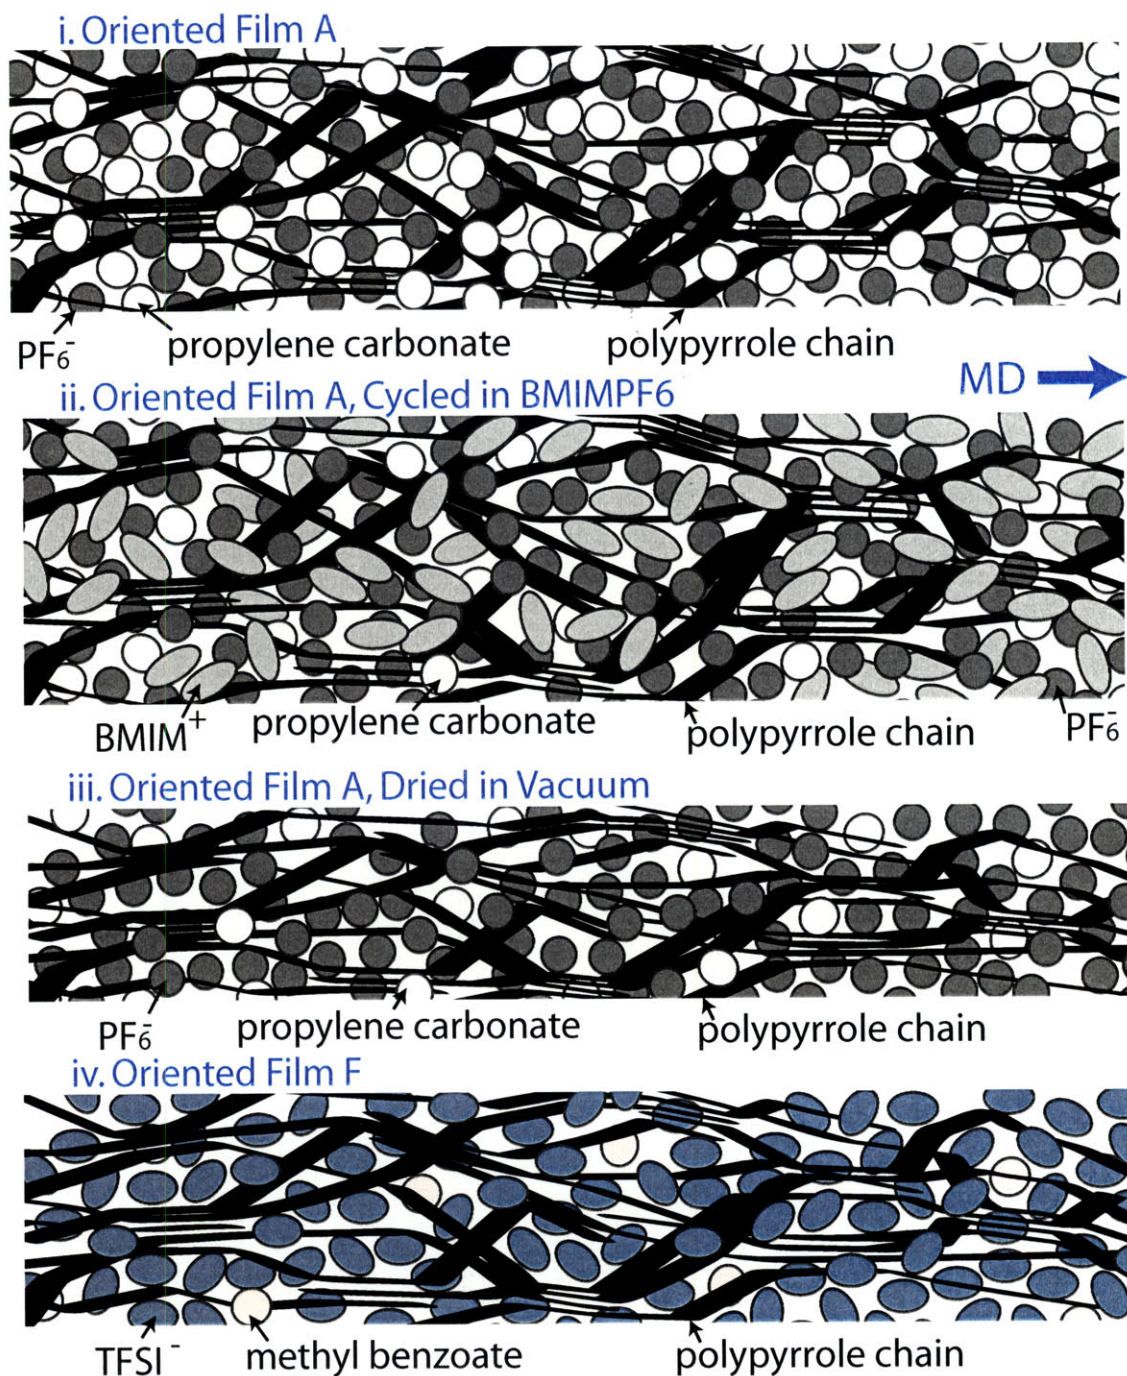 i. Oriented Film A
PF6- propylene carbonate polypyrrole chain
MD
ii. Oriented Film A, Cycled in BMIMPF6
BMIM+ propylene carbonate polypyrrole chain PF6-
iii. Oriented Film A, Dried in Vacuum
PF6- propylene carbonate polypyrrole chain
iv. Oriented Film F
TFSI- methyl benzoate polypyrrole chain